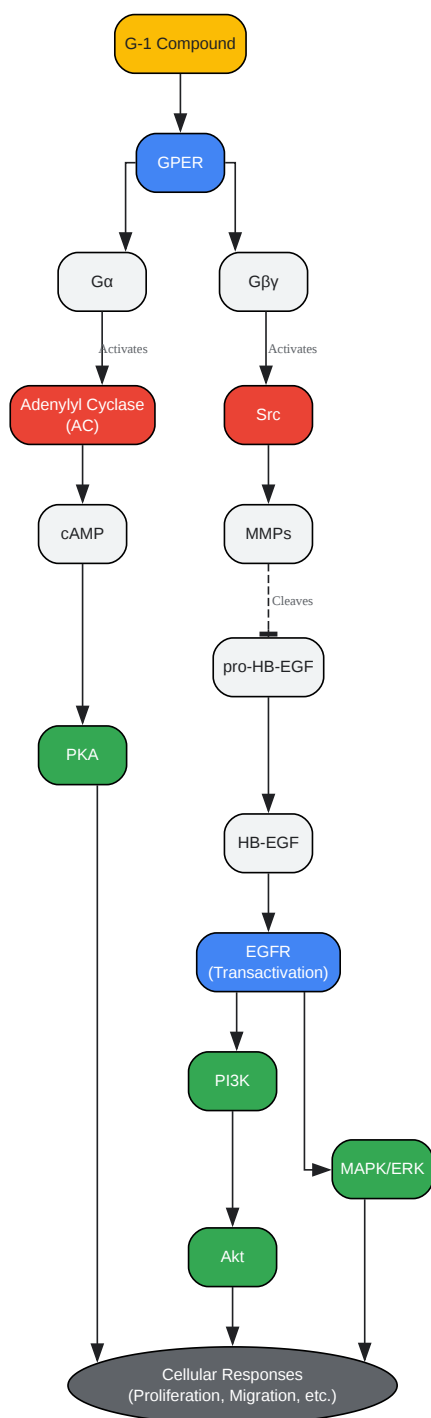 G-1 Compound
GPER
Gα
Gβγ
Activates
Activates
Adenylyl Cyclase
(AC)
Src
cAMP
MMPs
Cleaves
pro-HB-EGF
PKA
HB-EGF
EGFR
(Transactivation)
PI3K
MAPK/ERK
Akt
Cellular Responses
(Proliferation, Migration, etc.)